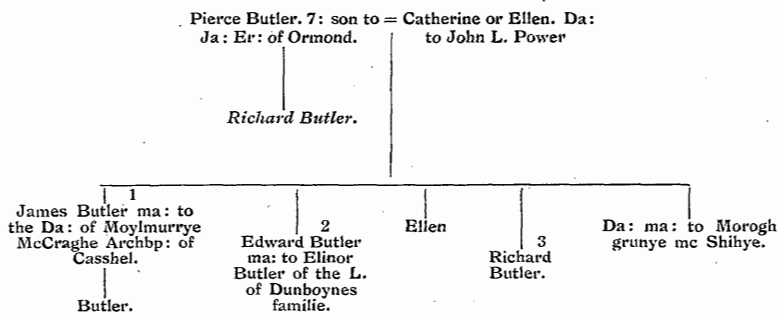 Pierce Butler. 7: son to = Catherine or Ellen. Da:
Ja: Er: of Ormond. to John L. Power
Richard Butler.
1
James Butler ma: to
the Da: of Moylmurrye
McCraghe Archbp: of
Casshel.
Butler.
2
Edward Butler
ma: to Elinor
Butler of the L.
of Dunboynes
familie.
Ellen
3
Richard
Butler.
Da: ma: to Morogh
grunye mc Shihye.